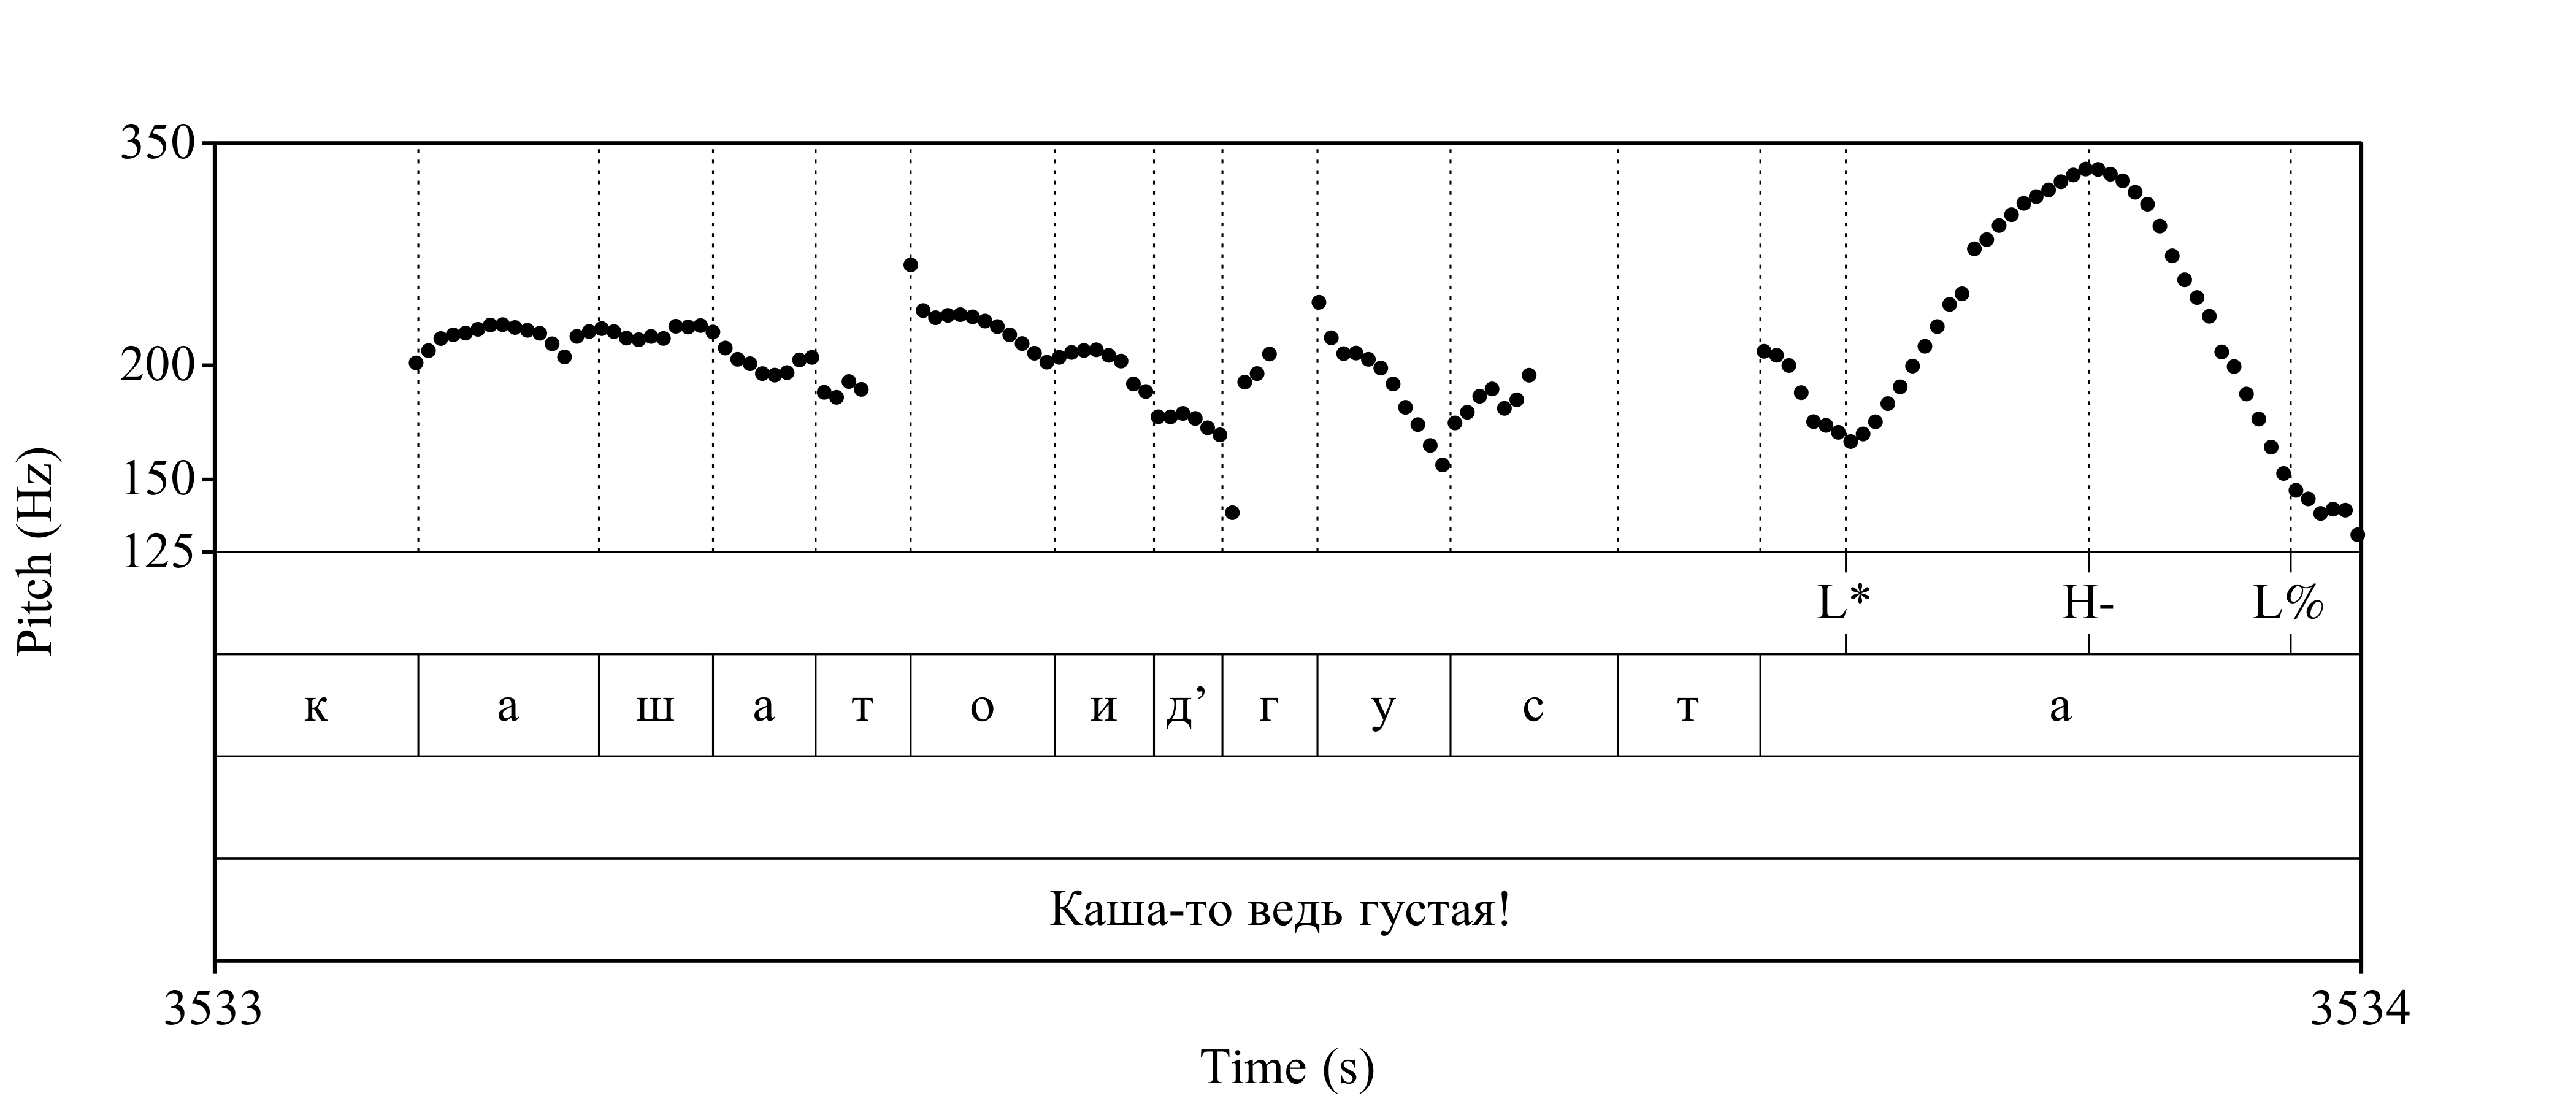 350
200
150
125
Pitch (Hz)
L* H- L%
к а ш а т о и д’ г у с т а
Каша-то ведь густая!
3533 3534
Time (s)